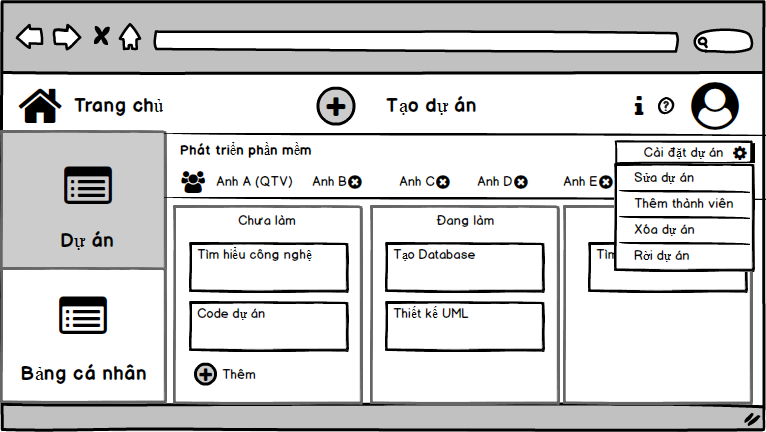 Trang chủ
Tạo dự án
Phát triển phần mềm
Cài đặt dự án
Anh A (QTV)
Anh B
Anh C
Anh D
Anh E
Sửa dự án
Thêm thành viên
Xóa dự án
Rời dự án
Dự án
Bảng cá nhân
Chưa làm
Tìm hiểu công nghệ
Code dự án
Thêm
Đang làm
Tạo Database
Thiết kế UML